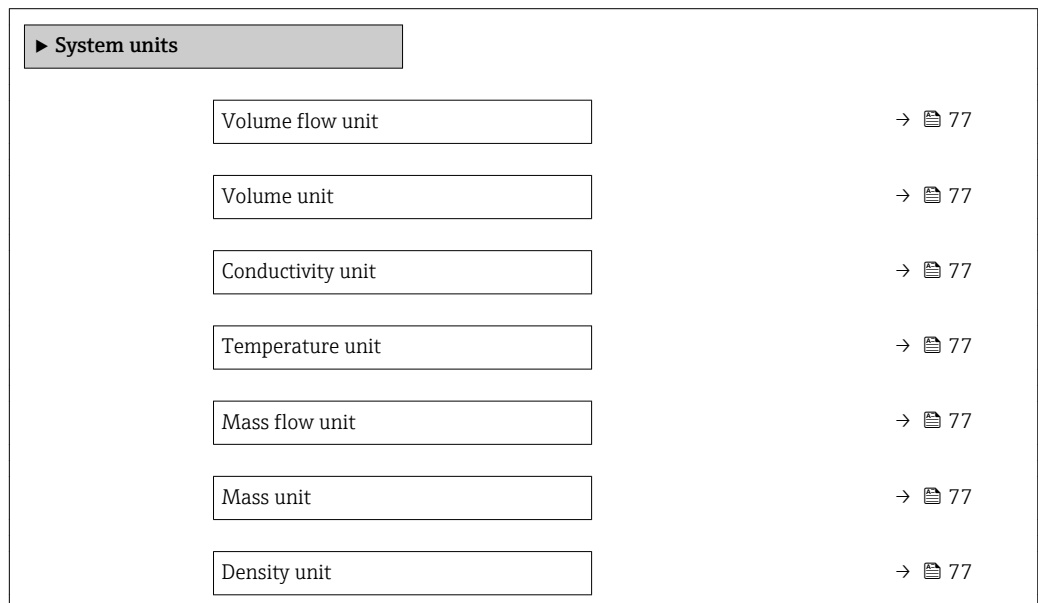 ▶ System units
Volume flow unit → 77
Volume unit → 77
Conductivity unit → 77
Temperature unit → 77
Mass flow unit → 77
Mass unit → 77
Density unit → 77